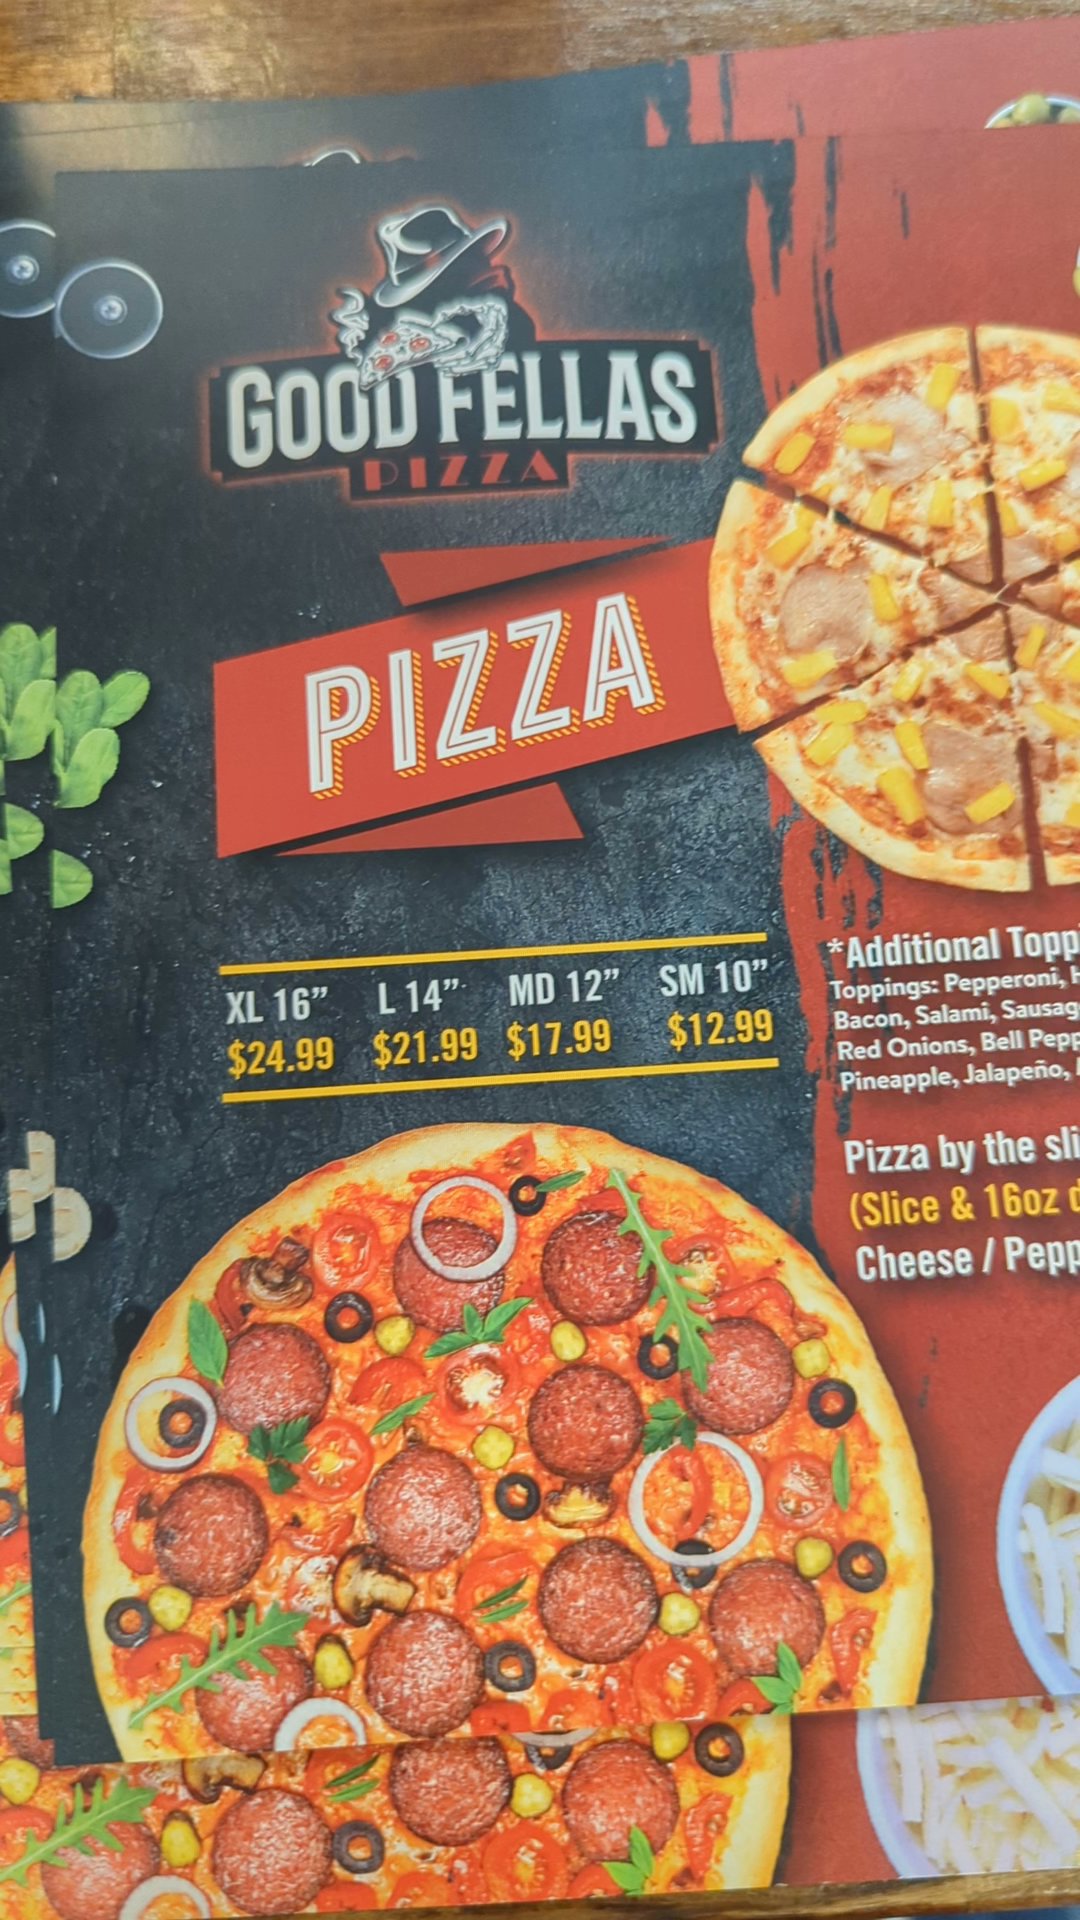 GOOD FELLAS
PIZZA
PIZZA
XL 16” L 14” MD 12” SM 10”
$24.99 $21.99 $17.99 $12.99
*Additional Topp
Toppings: Pepperoni, H
Bacon, Salami, Sausag
Red Onions, Bell Pepp
Pineapple, Jalapeño,
Pizza by the sli
(Slice & 16oz d
Cheese / Pepp